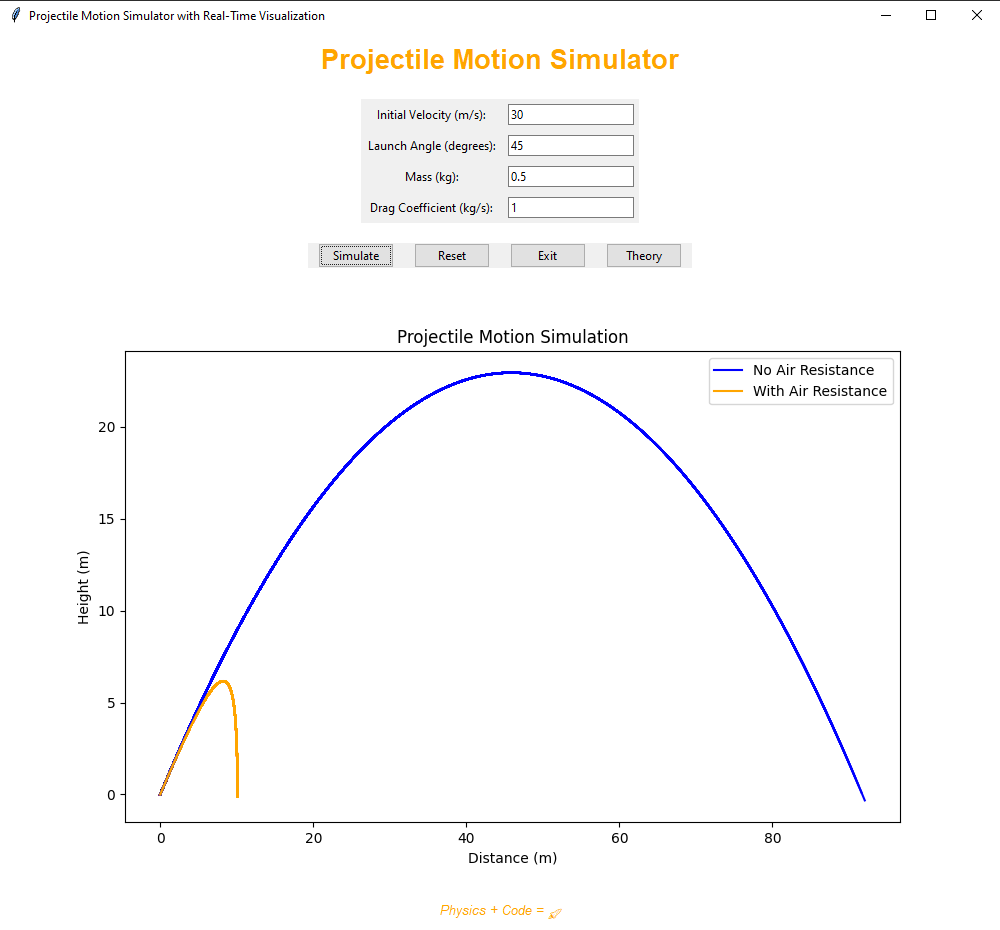 Projectile Motion Simulator with Real-Time Visualization
Projectile Motion Simulator
Initial Velocity (m/s): 30
Launch Angle (degrees): 45
Mass (kg): 0.5
Drag Coefficient (kg/s): 1
Simulate Reset Exit Theory
Projectile Motion Simulation
No Air Resistance
With Air Resistance
20
15
10
5
0
Height (m)
0 20 40 60 80
Distance (m)
Physics + Code = 🚀